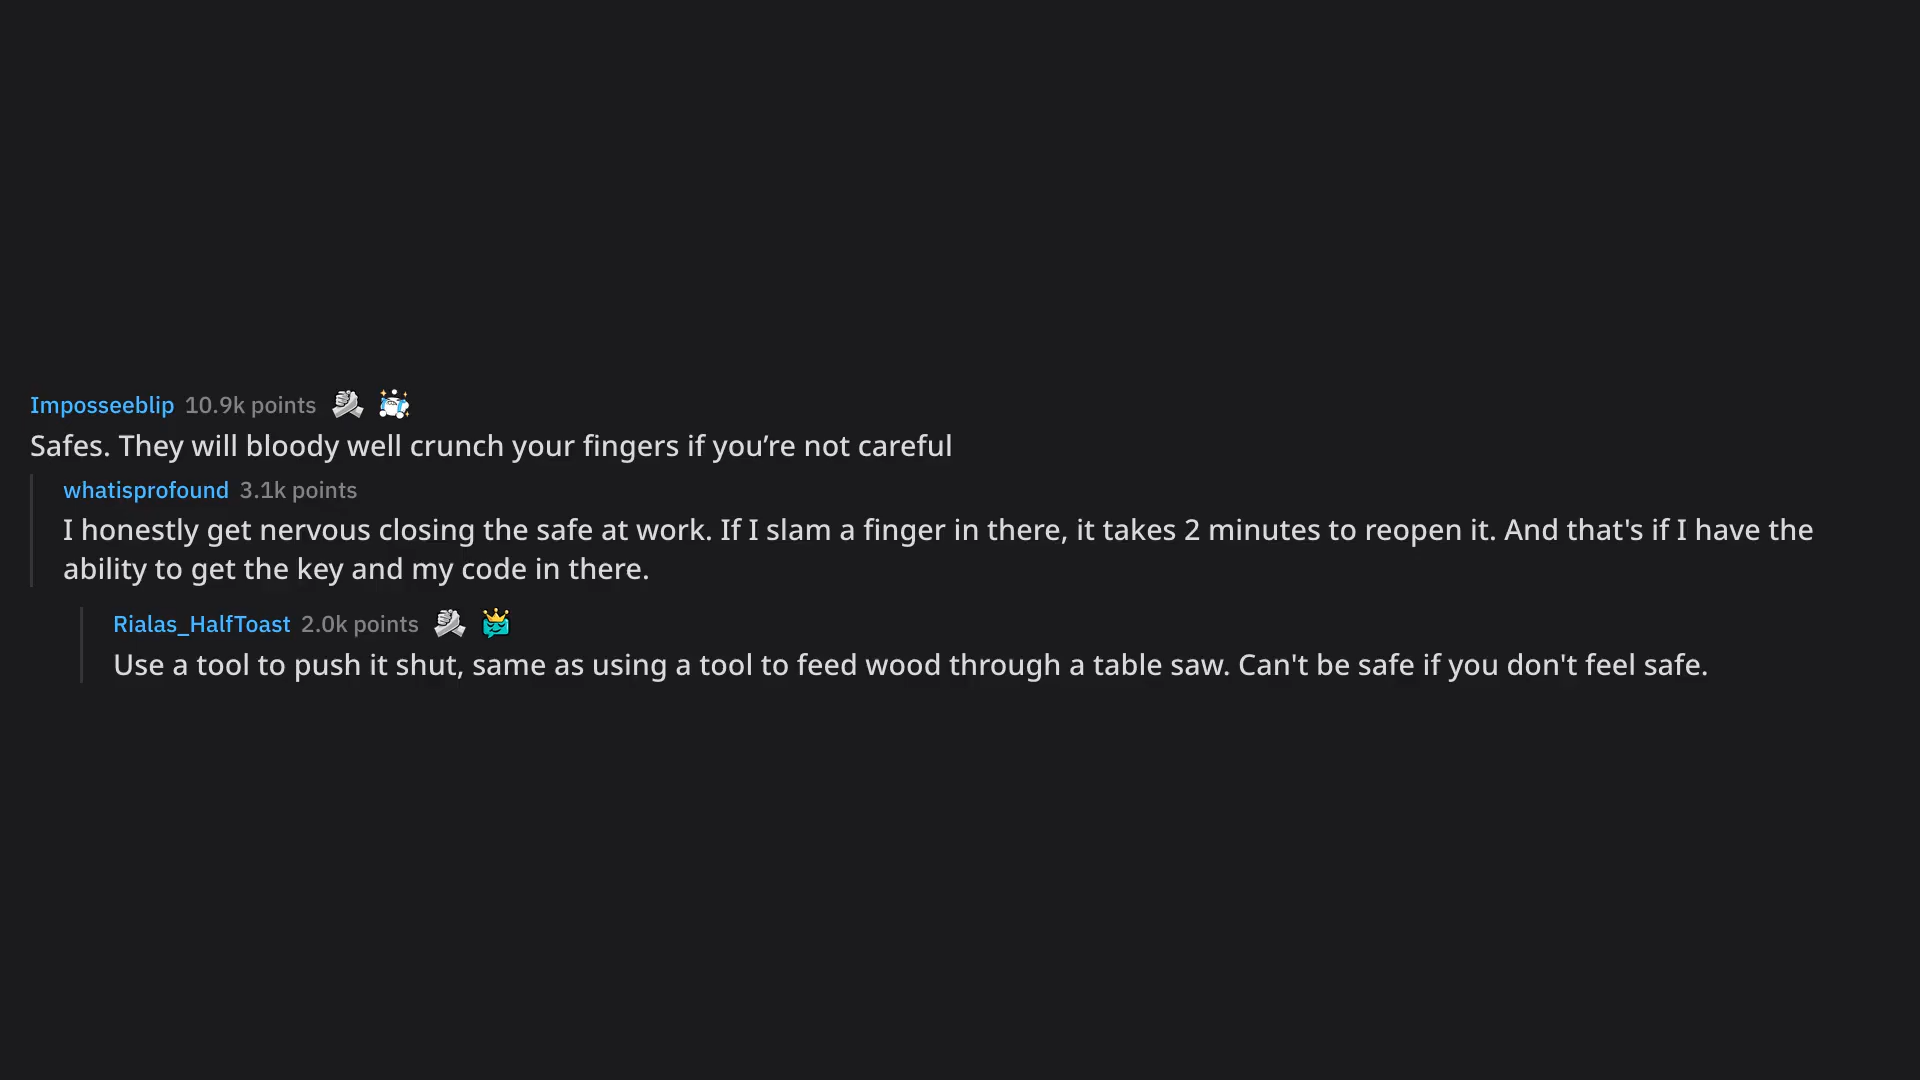 Imposseeblip 10.9k points
Safes. They will bloody well crunch your fingers if you’re not careful
whatisprofound 3.1k points
I honestly get nervous closing the safe at work. If I slam a finger in there, it takes 2 minutes to reopen it. And that's if I have the
ability to get the key and my code in there.
Rialas_HalfToast 2.0k points
Use a tool to push it shut, same as using a tool to feed wood through a table saw. Can't be safe if you don't feel safe.